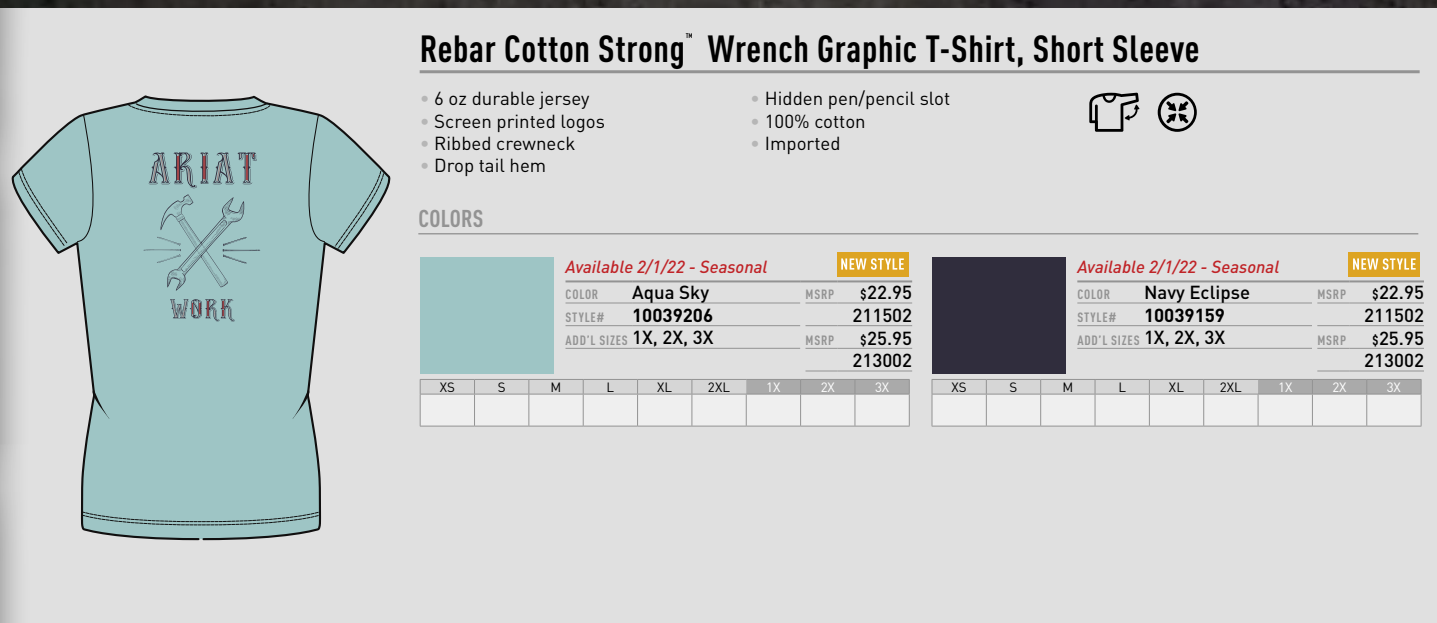 Rebar Cotton Strong™ Wrench Graphic T-Shirt, Short Sleeve
• 6 oz durable jersey
• Screen printed logos
• Ribbed crewneck
• Drop tail hem
• Hidden pen/pencil slot
• 100% cotton
• Imported
ARIAT
WORK
COLORS
Available 2/1/22 - Seasonal NEW STYLE
COLOR Aqua Sky MSRP $22.95
STYLE# 10039206 211502
ADD'L SIZES 1X, 2X, 3X MSRP $25.95
213002
XS S M L XL 2XL 1X 2X 3X
Available 2/1/22 - Seasonal NEW STYLE
COLOR Navy Eclipse MSRP $22.95
STYLE# 10039159 211502
ADD'L SIZES 1X, 2X, 3X MSRP $25.95
213002
XS S M L XL 2XL 1X 2X 3X